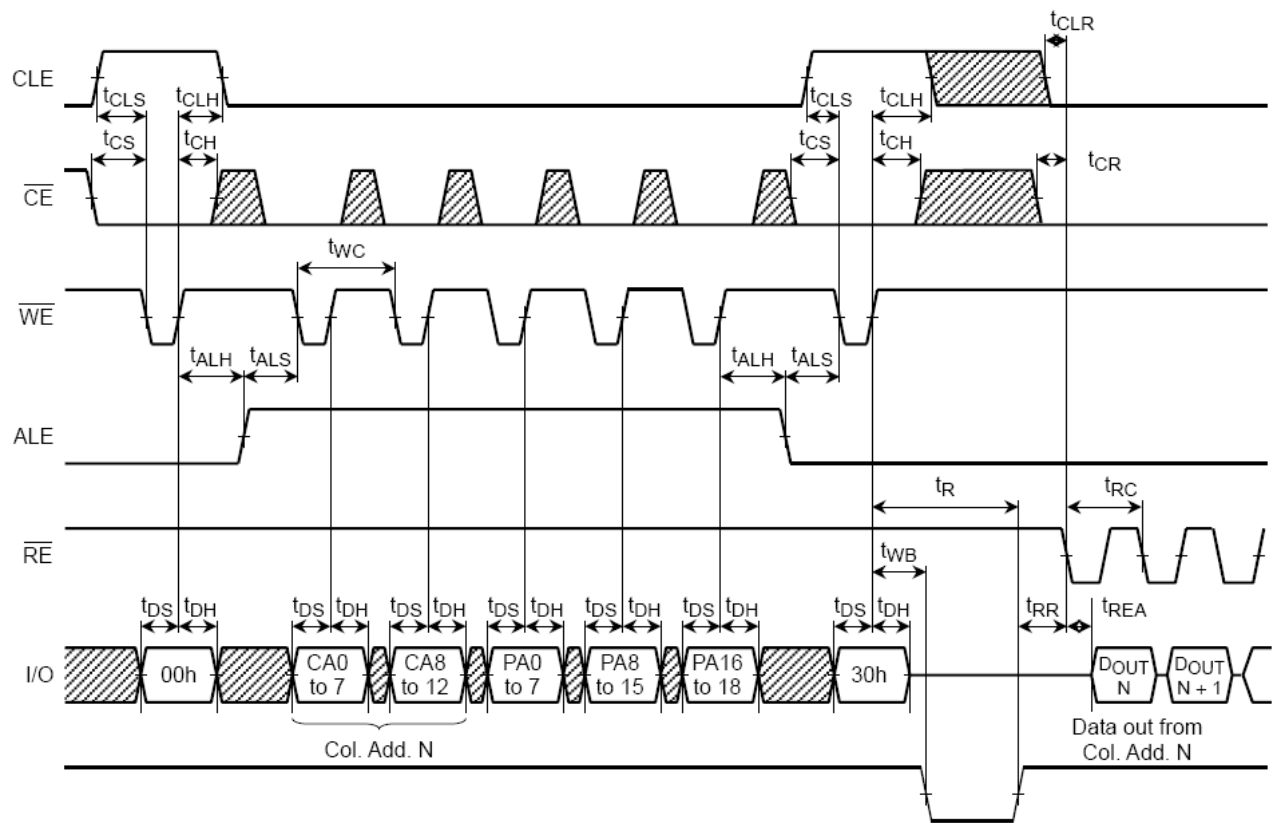 tCLR
CLE
tCLS
tCLH
tCLS
tCLH
tCS
tCH
tCS
tCH
tCR
CE
tWC
WE
tALH
tALS
tALH
tALS
ALE
tR
tRC
RE
tWB
tDS
tDH
tDS
tDH
tDS
tDH
tDS
tDH
tDS
tDH
tDS
tDH
tDS
tDH
tRR
tREA
I/O
00h
CA0
to 7
CA8
to 12
PA0
to 7
PA8
to 15
PA16
to 18
30h
DOUT
N
DOUT
N + 1
Col. Add. N
Data out from
Col. Add. N